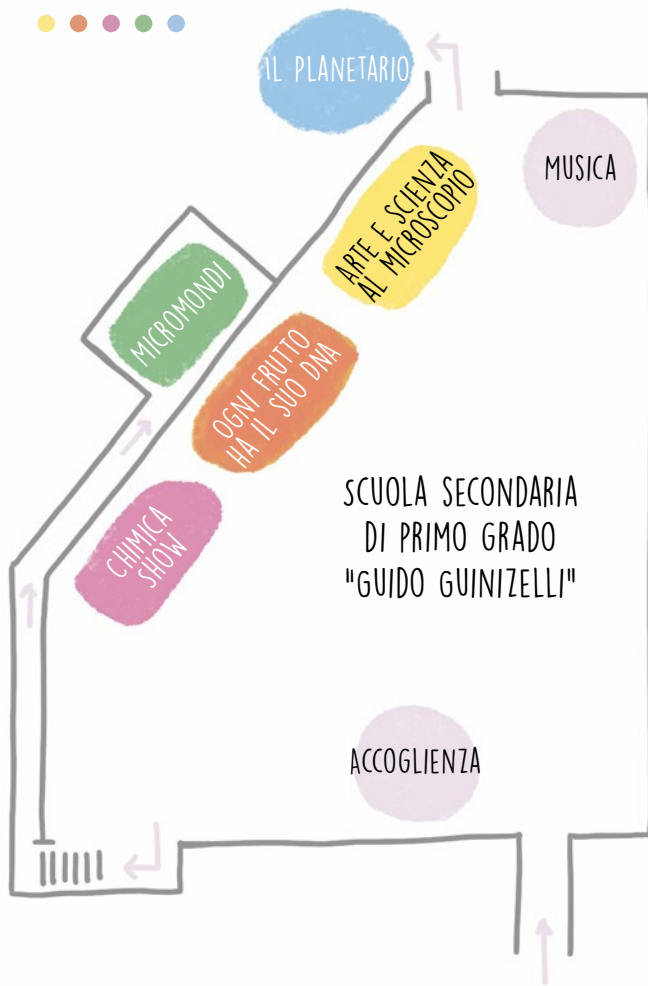 IL PLANETARIO
MUSICA
ARTE E SCIENZA
AL MICROSCOPIO
MICROMONDI
OGNI FRUTTO
HA IL SUO DNA
CHIMICA
SHOW
SCUOLA SECONDARIA
DI PRIMO GRADO
"GUIDO GUINIZELLI"
ACCOGLIENZA